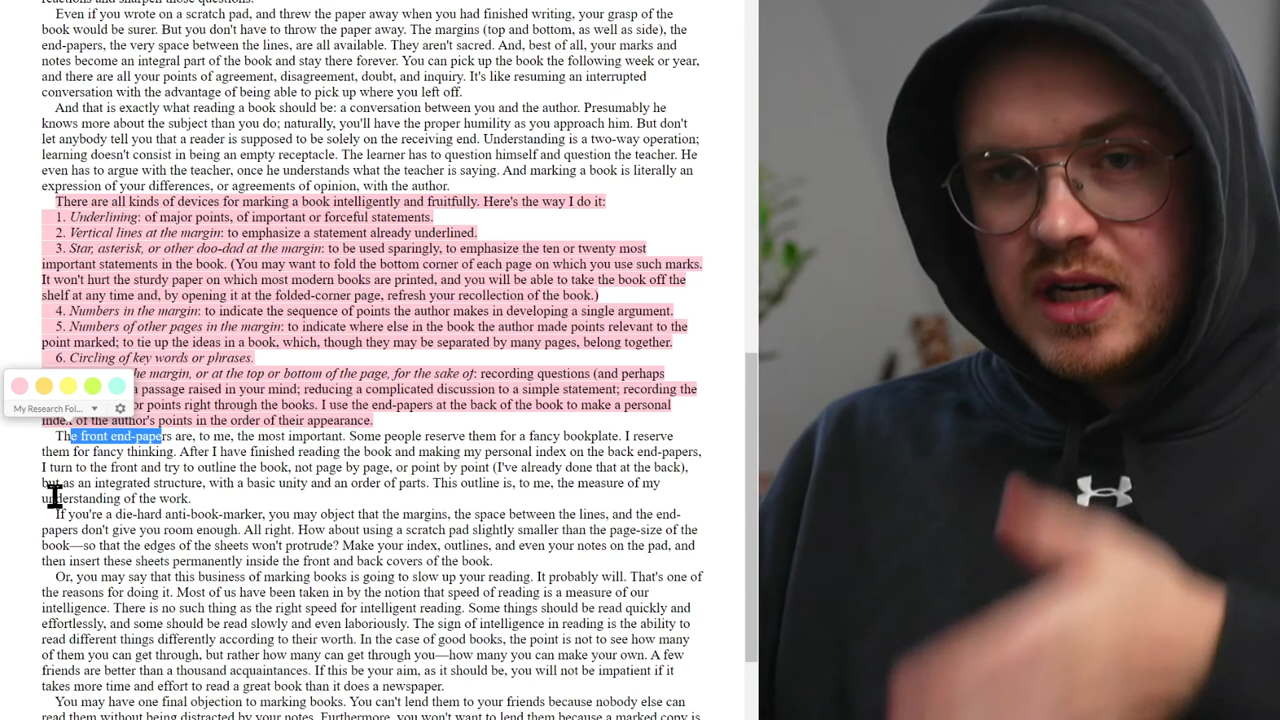 reactions and sharpen those questions.
Even if you wrote on a scratch pad, and threw the paper away when you had finished writing, your grasp of the
book would be surer. But you don't have to throw the paper away. The margins (top and bottom, as well as side), the
end-papers, the very space between the lines, are all available. They aren't sacred. And, best of all, your marks and
notes become an integral part of the book and stay there forever. You can pick up the book the following week or year,
and there are all your points of agreement, disagreement, doubt, and inquiry. It's like resuming an interrupted
conversation with the advantage of being able to pick up where you left off.
And that is exactly what reading a book should be: a conversation between you and the author. Presumably he
knows more about the subject than you do; naturally, you'll have the proper humility as you approach him. But don't
let anybody tell you that a reader is supposed to be solely on the receiving end. Understanding is a two-way operation;
learning doesn't consist in being an empty receptacle. The learner has to question himself and question the teacher. He
even has to argue with the teacher, once he understands what the teacher is saying. And marking a book is literally an
expression of your differences, or agreements of opinion, with the author.
There are all kinds of devices for marking a book intelligently and fruitfully. Here's the way I do it:
1. Underlining: of major points, of important or forceful statements.
2. Vertical lines at the margin: to emphasize a statement already underlined.
3. Star, asterisk, or other doo-dad at the margin: to be used sparingly, to emphasize the ten or twenty most
important statements in the book. (You may want to fold the bottom corner of each page on which you use such marks.
It won't hurt the sturdy paper on which most modern books are printed, and you will be able to take the book off the
shelf at any time and, by opening it at the folded-corner page, refresh your recollection of the book.)
4. Numbers in the margin: to indicate the sequence of points the author makes in developing a single argument.
5. Numbers of other pages in the margin: to indicate where else in the book the author made points relevant to the
point marked; to tie up the ideas in a book, which, though they may be separated by many pages, belong together.
6. Circling of key words or phrases.
he margin, or at the top or bottom of the page, for the sake of: recording questions (and perhaps
a passage raised in your mind; reducing a complicated discussion to a simple statement; recording the
My Research Fol...
or points right through the books. I use the end-papers at the back of the book to make a personal
index of the author's points in the order of their appearance.
The front end-papers are, to me, the most important. Some people reserve them for a fancy bookplate. I reserve
them for fancy thinking. After I have finished reading the book and making my personal index on the back end-papers,
I turn to the front and try to outline the book, not page by page, or point by point (I've already done that at the back),
but as an integrated structure, with a basic unity and an order of parts. This outline is, to me, the measure of my
understanding of the work.
If you're a die-hard anti-book-marker, you may object that the margins, the space between the lines, and the end-
papers don't give you room enough. All right. How about using a scratch pad slightly smaller than the page-size of the
book—so that the edges of the sheets won't protrude? Make your index, outlines, and even your notes on the pad, and
then insert these sheets permanently inside the front and back covers of the book.
Or, you may say that this business of marking books is going to slow up your reading. It probably will. That's one of
the reasons for doing it. Most of us have been taken in by the notion that speed of reading is a measure of our
intelligence. There is no such thing as the right speed for intelligent reading. Some things should be read quickly and
effortlessly, and some should be read slowly and even laboriously. The sign of intelligence in reading is the ability to
read different things differently according to their worth. In the case of good books, the point is not to see how many
of them you can get through, but rather how many can get through you—how many you can make your own. A few
friends are better than a thousand acquaintances. If this be your aim, as it should be, you will not be impatient if it
takes more time and effort to read a great book than it does a newspaper.
You may have one final objection to marking books. You can't lend them to your friends because nobody else can
read them without being distracted by your notes. Furthermore, you won't want to lend them because a marked copy is